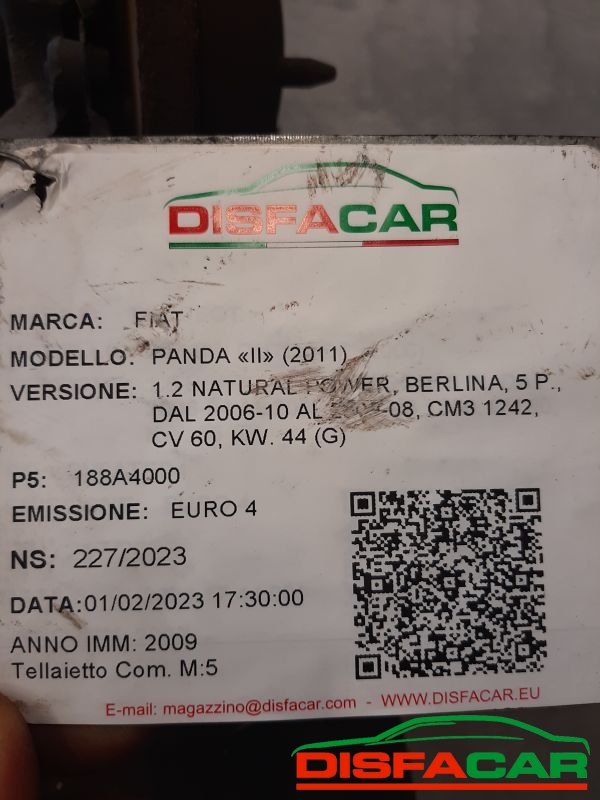 DISFACAR
MARCA: FIAT
MODELLO: PANDA «II» (2011)
VERSIONE: 1.2 NATURAL POWER, BERLINA, 5 P.,
DAL 2006-10 AL -08, CM3 1242,
CV 60, KW. 44 (G)
P5: 188A4000
EMISSIONE: EURO 4
NS: 227/2023
DATA:01/02/2023 17:30:00
ANNO IMM: 2009
Tellaietto Com. M:5
E-mail: magazzino@disfacar.com - WWW.DISFACAR.EU
DISFACAR